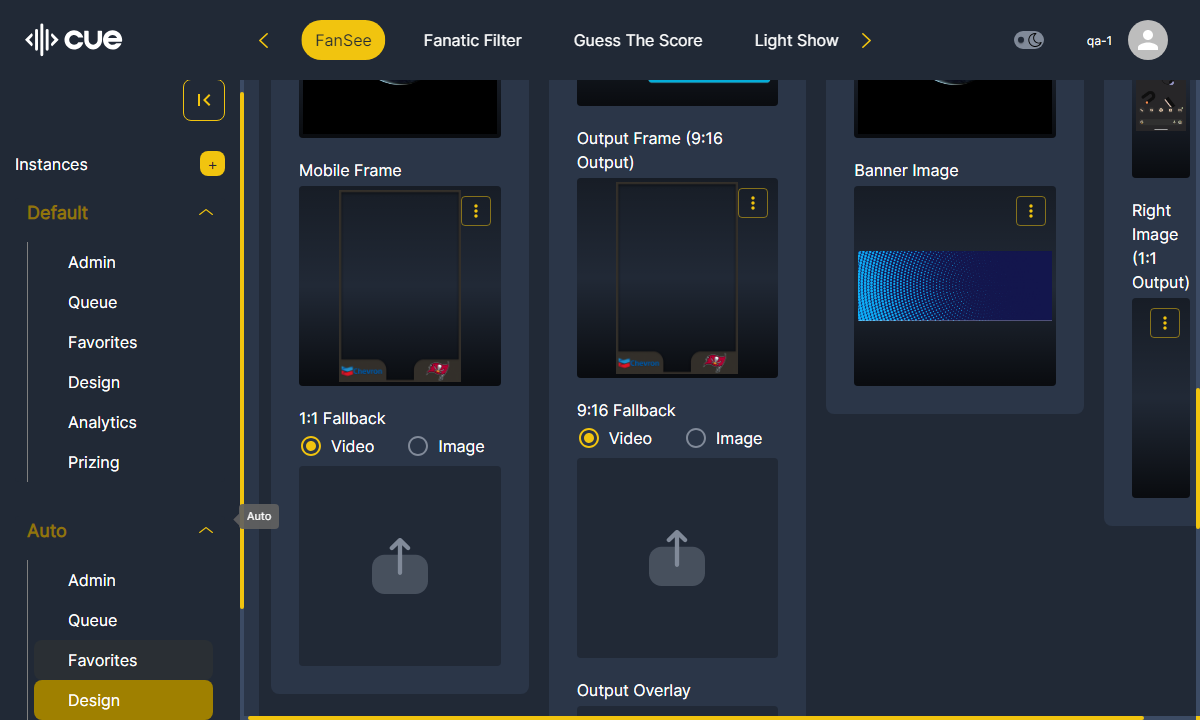 CUE
FanSee
Fanatic Filter
Guess The Score
Light Show
qa-1
Instances
+
Default
Admin
Queue
Favorites
Design
Analytics
Prizing
Auto
Auto
Admin
Queue
Favorites
Design
Mobile Frame
1:1 Fallback
Video
Image
Output Frame (9:16
Output)
9:16 Fallback
Video
Image
Output Overlay
Banner Image
Right
Image
(1:1
Output)